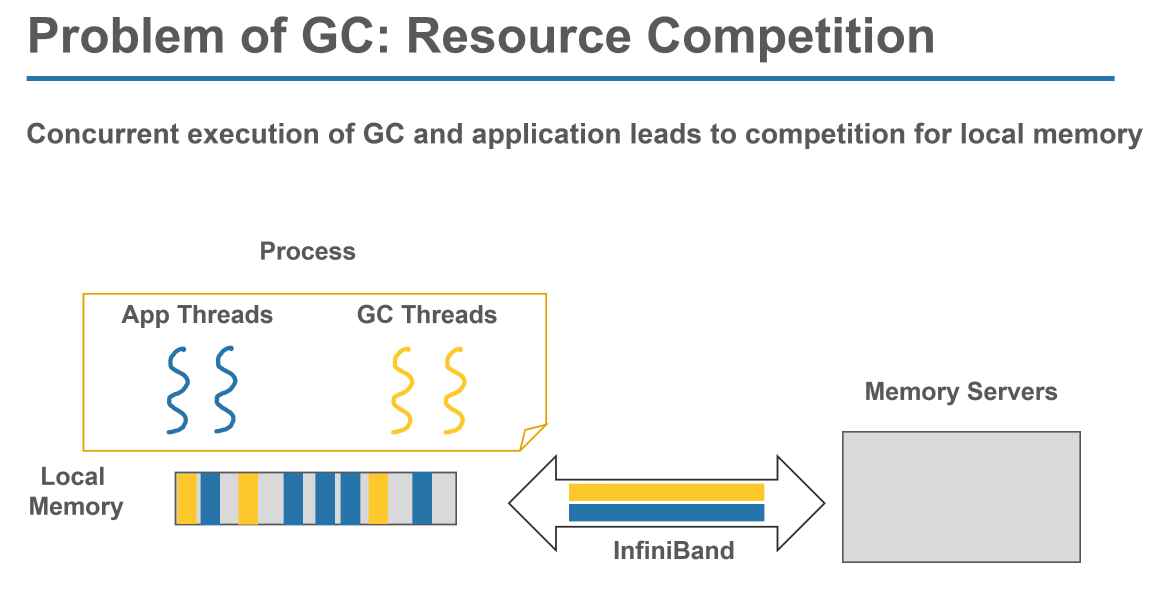 Problem of GC: Resource Competition
Concurrent execution of GC and application leads to competition for local memory
Process
App Threads
GC Threads
Memory Servers
Local
Memory
InfiniBand